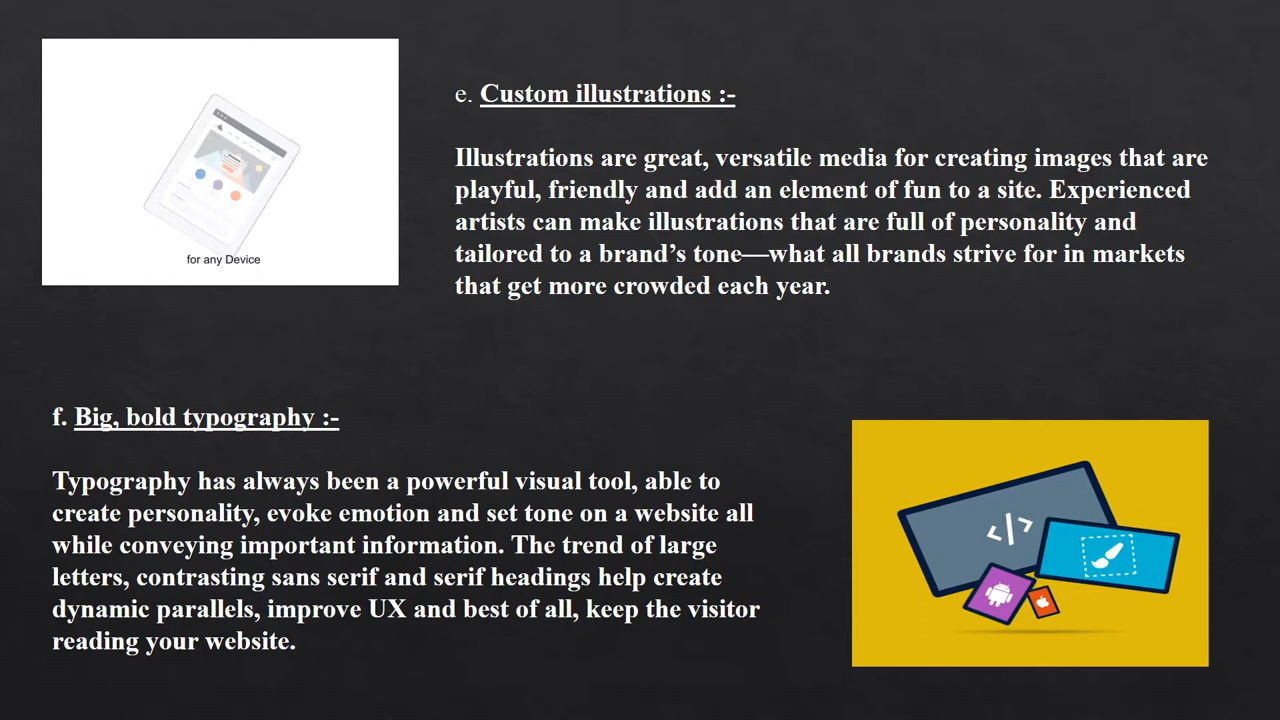 for any Device
e. Custom illustrations :-
Illustrations are great, versatile media for creating images that are
playful, friendly and add an element of fun to a site. Experienced
artists can make illustrations that are full of personality and
tailored to a brand’s tone—what all brands strive for in markets
that get more crowded each year.
f. Big, bold typography :-
Typography has always been a powerful visual tool, able to
create personality, evoke emotion and set tone on a website all
while conveying important information. The trend of large
letters, contrasting sans serif and serif headings help create
dynamic parallels, improve UX and best of all, keep the visitor
reading your website.
</>